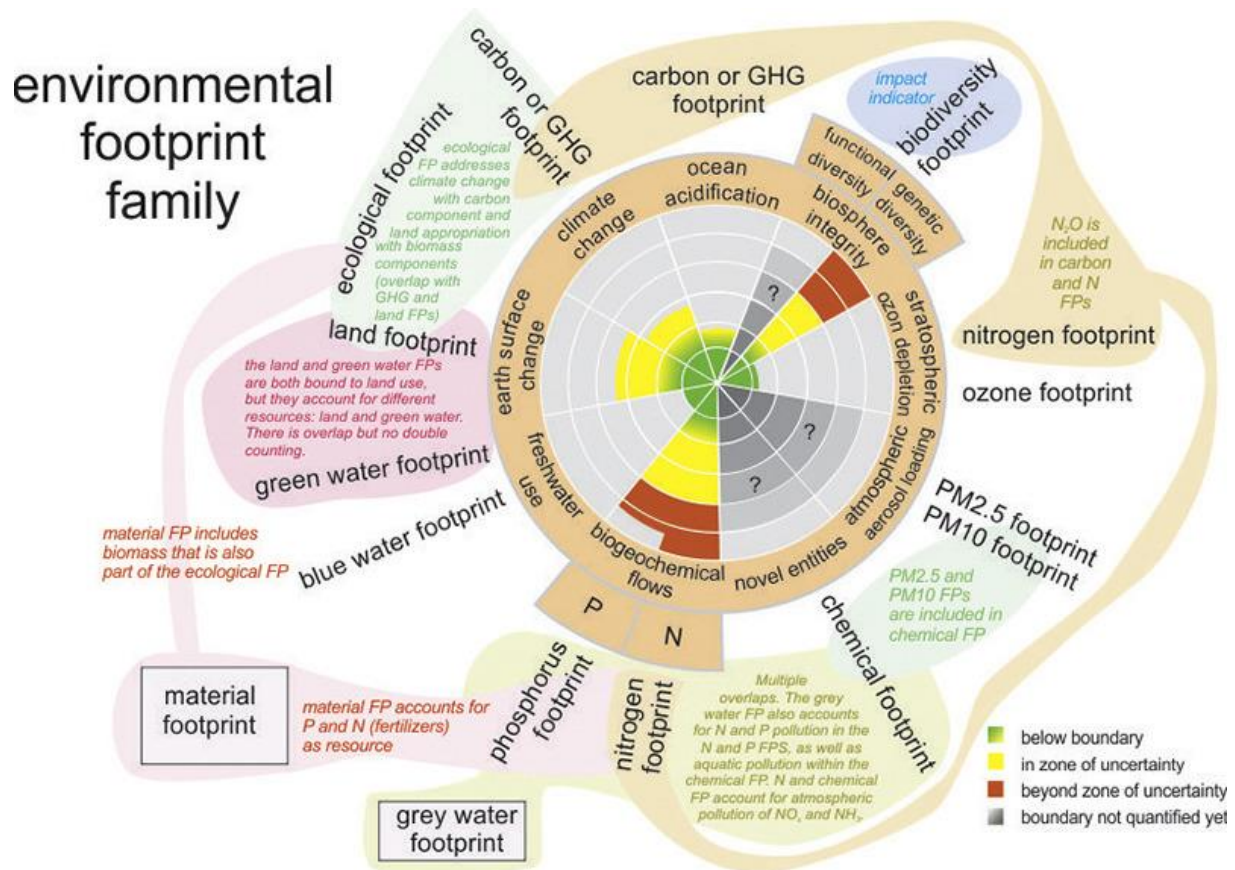 environmental
footprint
family
carbon or GHG
footprint
ecological footprint
ecological
FP addresses
climate change
with carbon
component and
land appropriation
with biomass
components
(overlap with
GHG and
land FPs)
land footprint
the land and green water FPs
are both bound to land use,
but they account for different
resources: land and green water.
There is overlap but no double
counting.
green water footprint
blue water footprint
material FP includes
biomass that is also
part of the ecological FP
material
footprint
material FP accounts for
P and N (fertilizers)
as resource
grey water
footprint
phosphorus
footprint
nitrogen
footprint
Multiple
overlaps. The grey
water FP also accounts
for N and P pollution in the
N and P FPS, as well as
aquatic pollution within the
chemical FP. N and chemical
FP account for atmospheric
pollution of NOx and NH3.
chemical footprint
PM2.5 and
PM10 FPs
are included in
chemical FP
PM2.5 footprint
PM10 footprint
ozone footprint
nitrogen footprint
N2O is
included
in carbon
and N
FPs
impact
indicator
biodiversity
footprint
carbon or GHG
footprint
climate
change
ocean
acidification
functional
diversity
genetic
diversity
biosphere
integrity
stratospheric
ozon depletion
atmospheric
aerosol loading
novel entities
biogeochemical
flows
P
N
freshwater
use
earth surface
change
?
?
?
below boundary
in zone of uncertainty
beyond zone of uncertainty
boundary not quantified yet